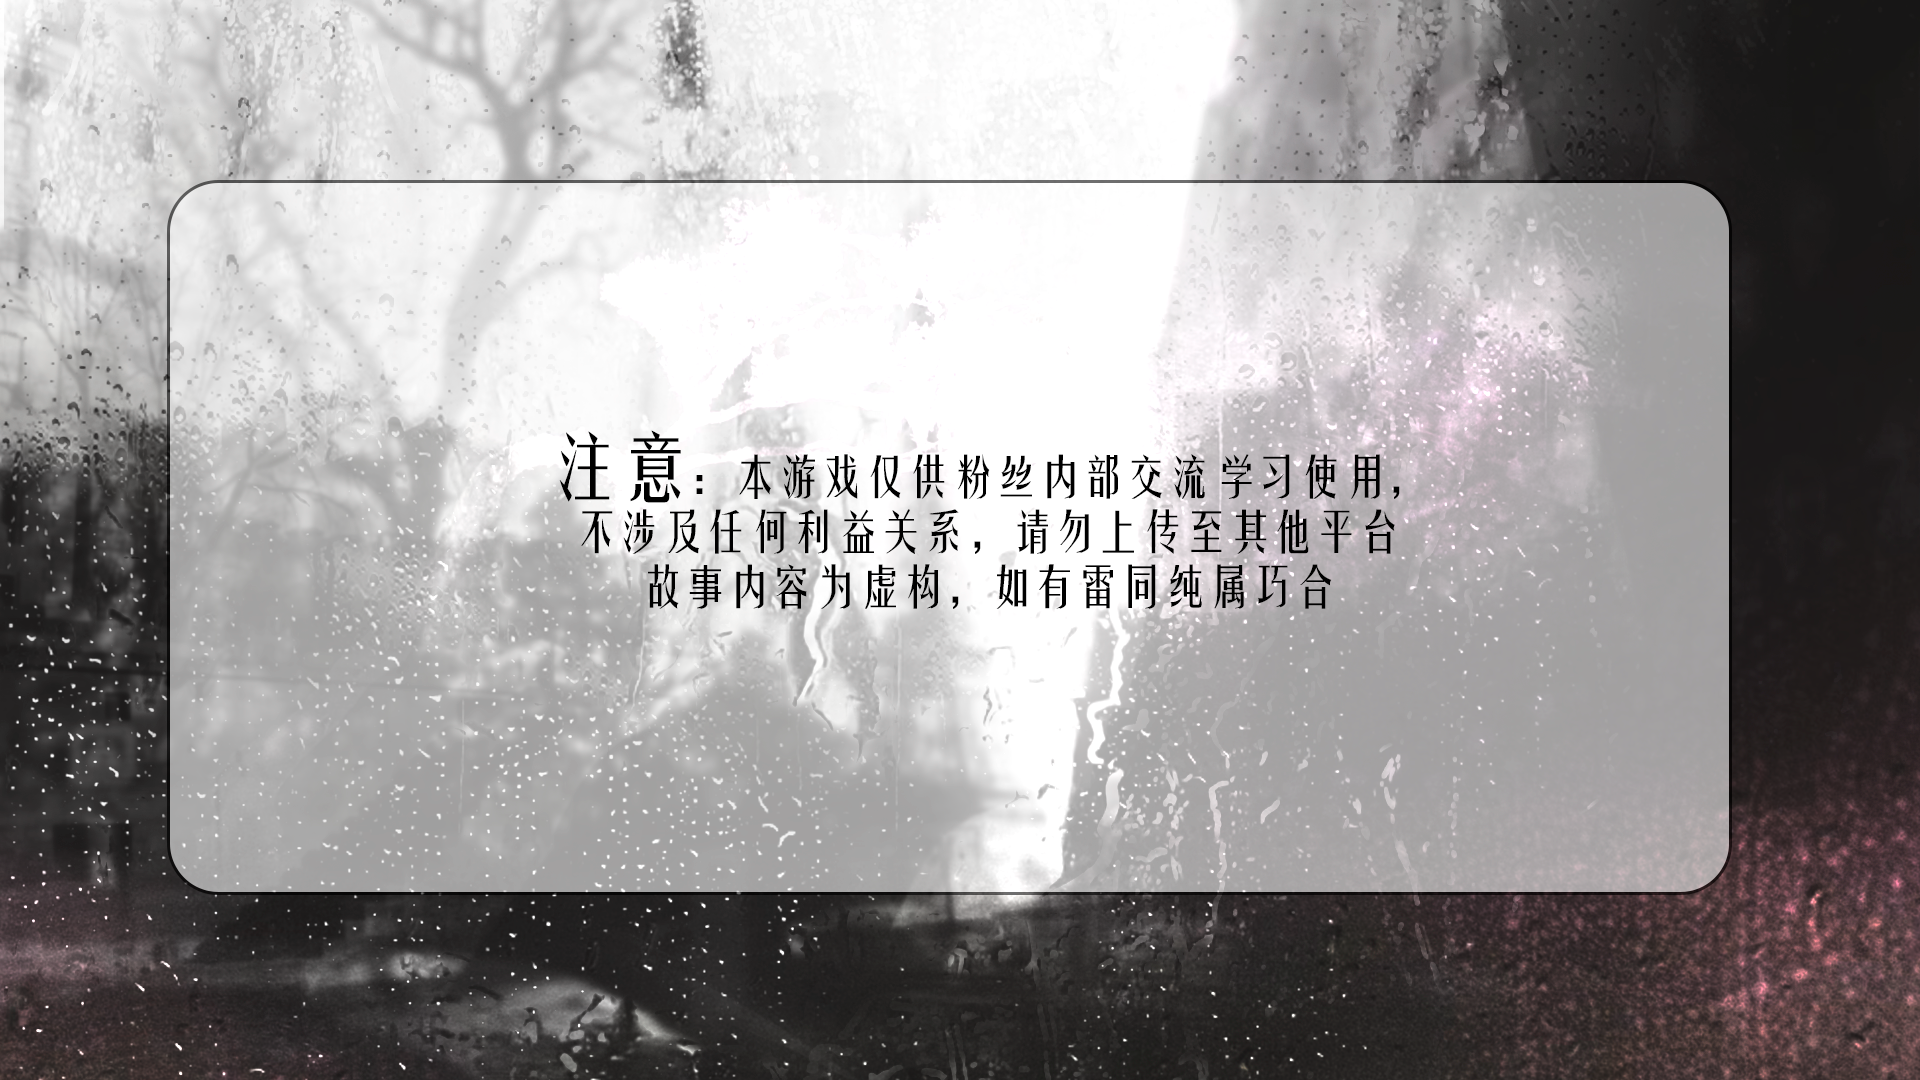 注意：本游戏仅供粉丝内部交流学习使用，
不涉及任何利益关系，请勿上传至其他平台
故事内容为虚构，如有雷同纯属巧合